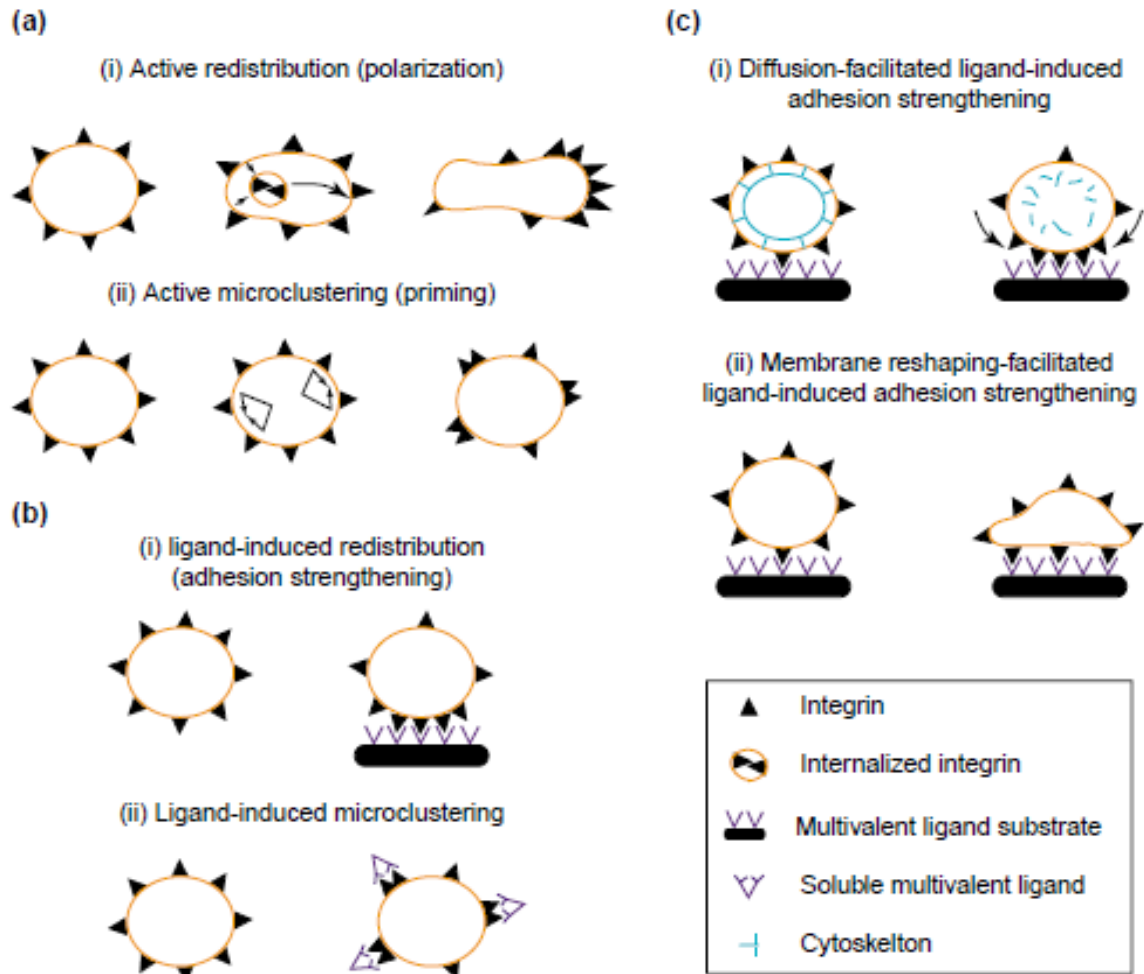 (a)
(i) Active redistribution (polarization)
(ii) Active microclustering (priming)
(b)
(i) ligand-induced redistribution
(adhesion strengthening)
(ii) Ligand-induced microclustering
(c)
(i) Diffusion-facilitated ligand-induced
adhesion strengthening
(ii) Membrane reshaping-facilitated
ligand-induced adhesion strengthening
Integrin
Internalized integrin
Multivalent ligand substrate
Soluble multivalent ligand
Cytoskelton